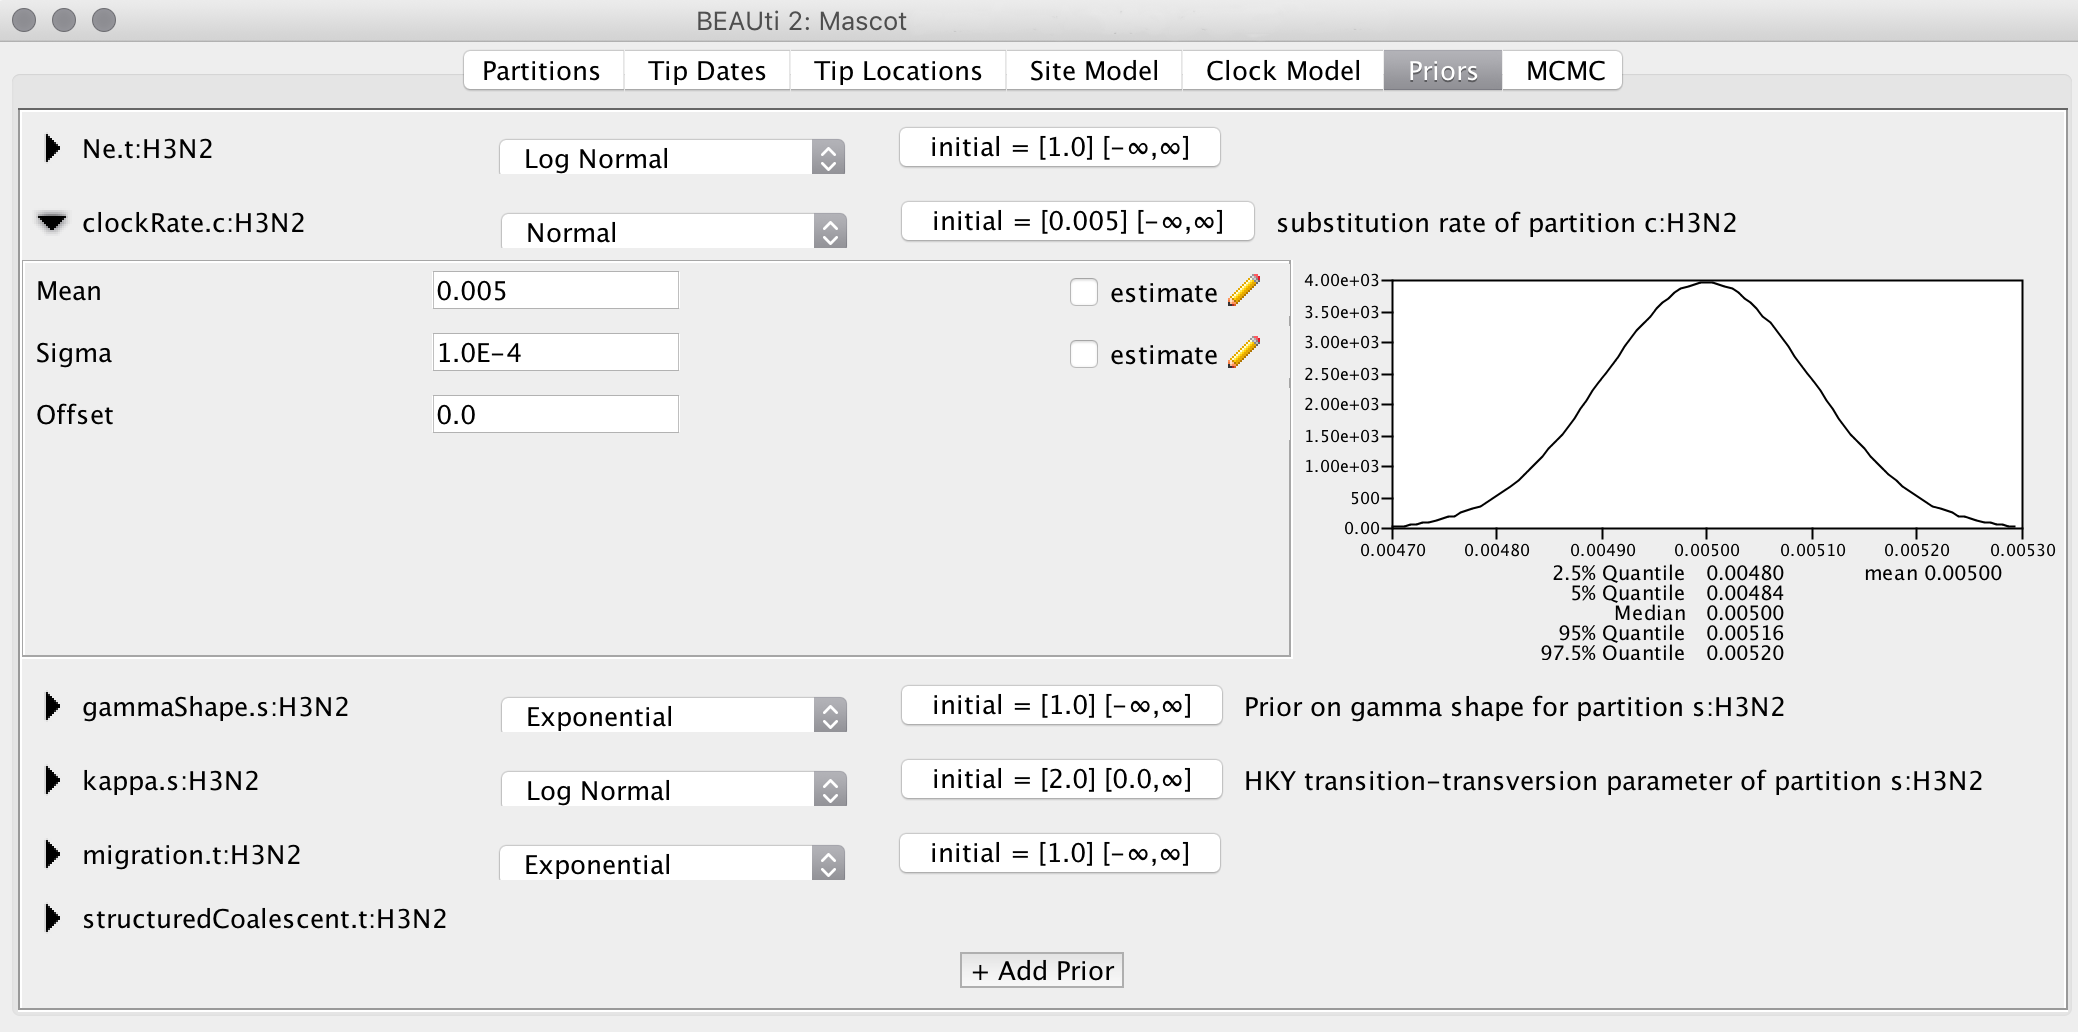 BEAUti 2: Mascot
Partitions Tip Dates Tip Locations Site Model Clock Model Priors MCMC
Ne.t:H3N2 Log Normal initial = [1.0] [-∞,∞]
clockRate.c:H3N2 Normal initial = [0.005] [-∞,∞] substitution rate of partition c:H3N2
Mean 0.005 estimate
Sigma 1.0E-4 estimate
Offset 0.0
4.00e+03
3.50e+03
3.00e+03
2.50e+03
2.00e+03
1.50e+03
1.00e+03
500
0.00
0.00470 0.00480 0.00490 0.00500 0.00510 0.00520 0.00530
2.5% Quantile 0.00480 mean 0.00500
5% Quantile 0.00484
Median 0.00500
95% Quantile 0.00516
97.5% Quantile 0.00520
gammaShape.s:H3N2 Exponential initial = [1.0] [-∞,∞] Prior on gamma shape for partition s:H3N2
kappa.s:H3N2 Log Normal initial = [2.0] [0.0,∞] HKY transition-transversion parameter of partition s:H3N2
migration.t:H3N2 Exponential initial = [1.0] [-∞,∞]
structuredCoalescent.t:H3N2
+ Add Prior